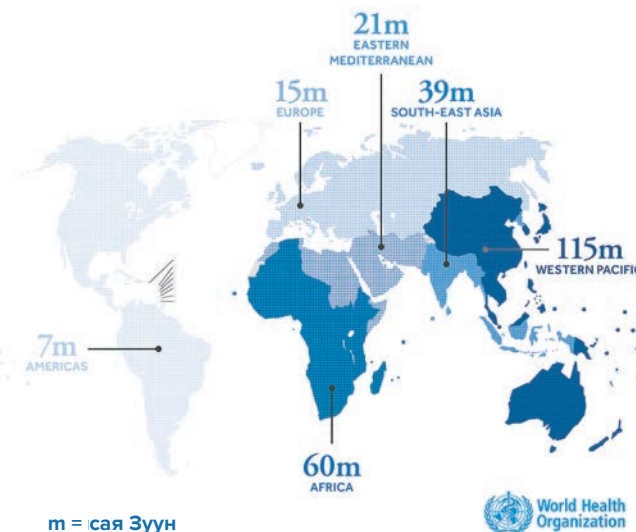 21m
EASTERN
MEDITERRANEAN
15m
EUROPE
39m
SOUTH-EAST ASIA
115m
WESTERN PACIFIC
7m
AMERICAS
60m
AFRICA
m = сая Зуун
World Health
Organization